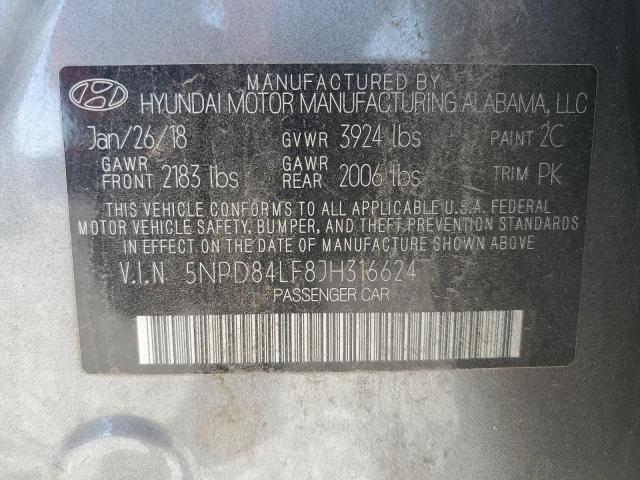 MANUFACTURED BY
HYUNDAI MOTOR MANUFACTURING ALABAMA, LLC
Jan/26/18 GVWR 3924 lbs PAINT 2C
GAWR FRONT 2183 lbs GAWR REAR 2006 lbs TRIM PK
THIS VEHICLE CONFORMS TO ALL APPLICABLE U.S.A. FEDERAL
MOTOR VEHICLE SAFETY, BUMPER, AND THEFT PREVENTION STANDARDS
IN EFFECT ON THE DATE OF MANUFACTURE SHOWN ABOVE.
V.I.N 5NPD84LF8JH316624
PASSENGER CAR